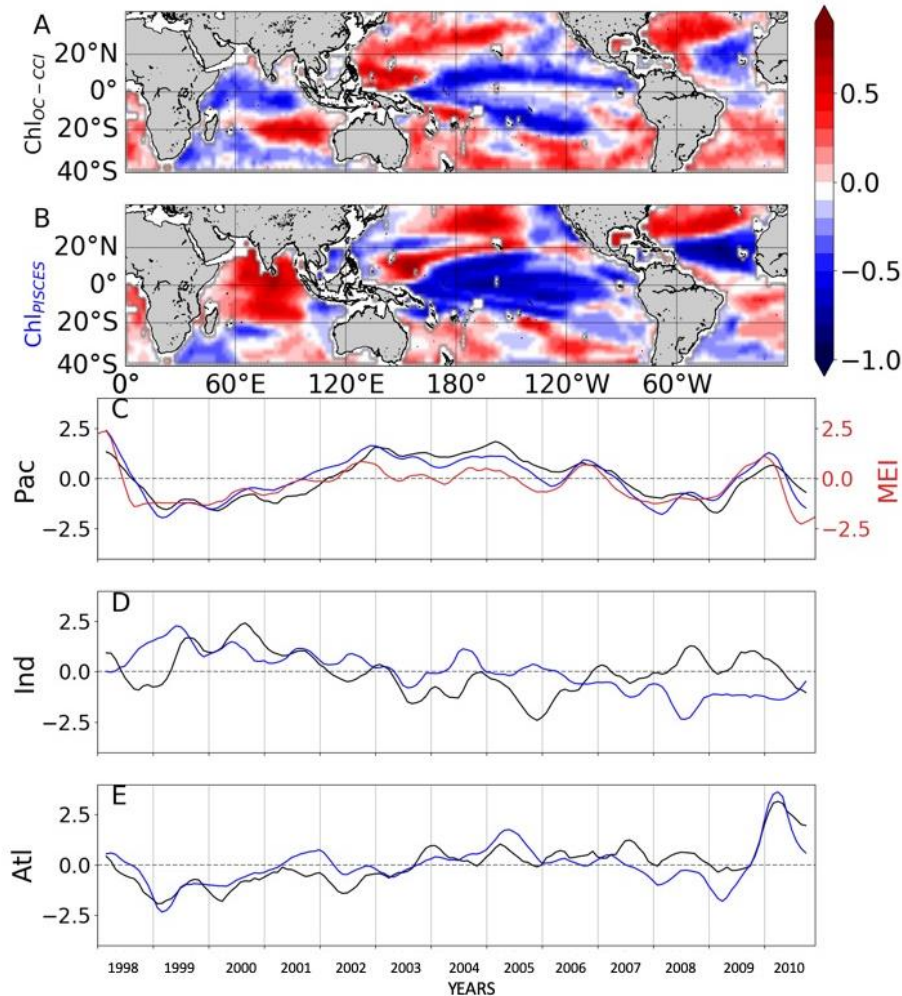 A
Chl_OC-CCI
20°N
0°
20°S
40°S
B
Chl_PISCES
20°N
0°
20°S
40°S
0° 60°E 120°E 180° 120°W 60°W
0.5
0.0
−0.5
−1.0
C
Pac
2.5
0.0
−2.5
2.5
0.0
−2.5
MEI
D
Ind
2.5
0.0
−2.5
E
Atl
2.5
0.0
−2.5
1998 1999 2000 2001 2002 2003 2004 2005 2006 2007 2008 2009 2010
YEARS